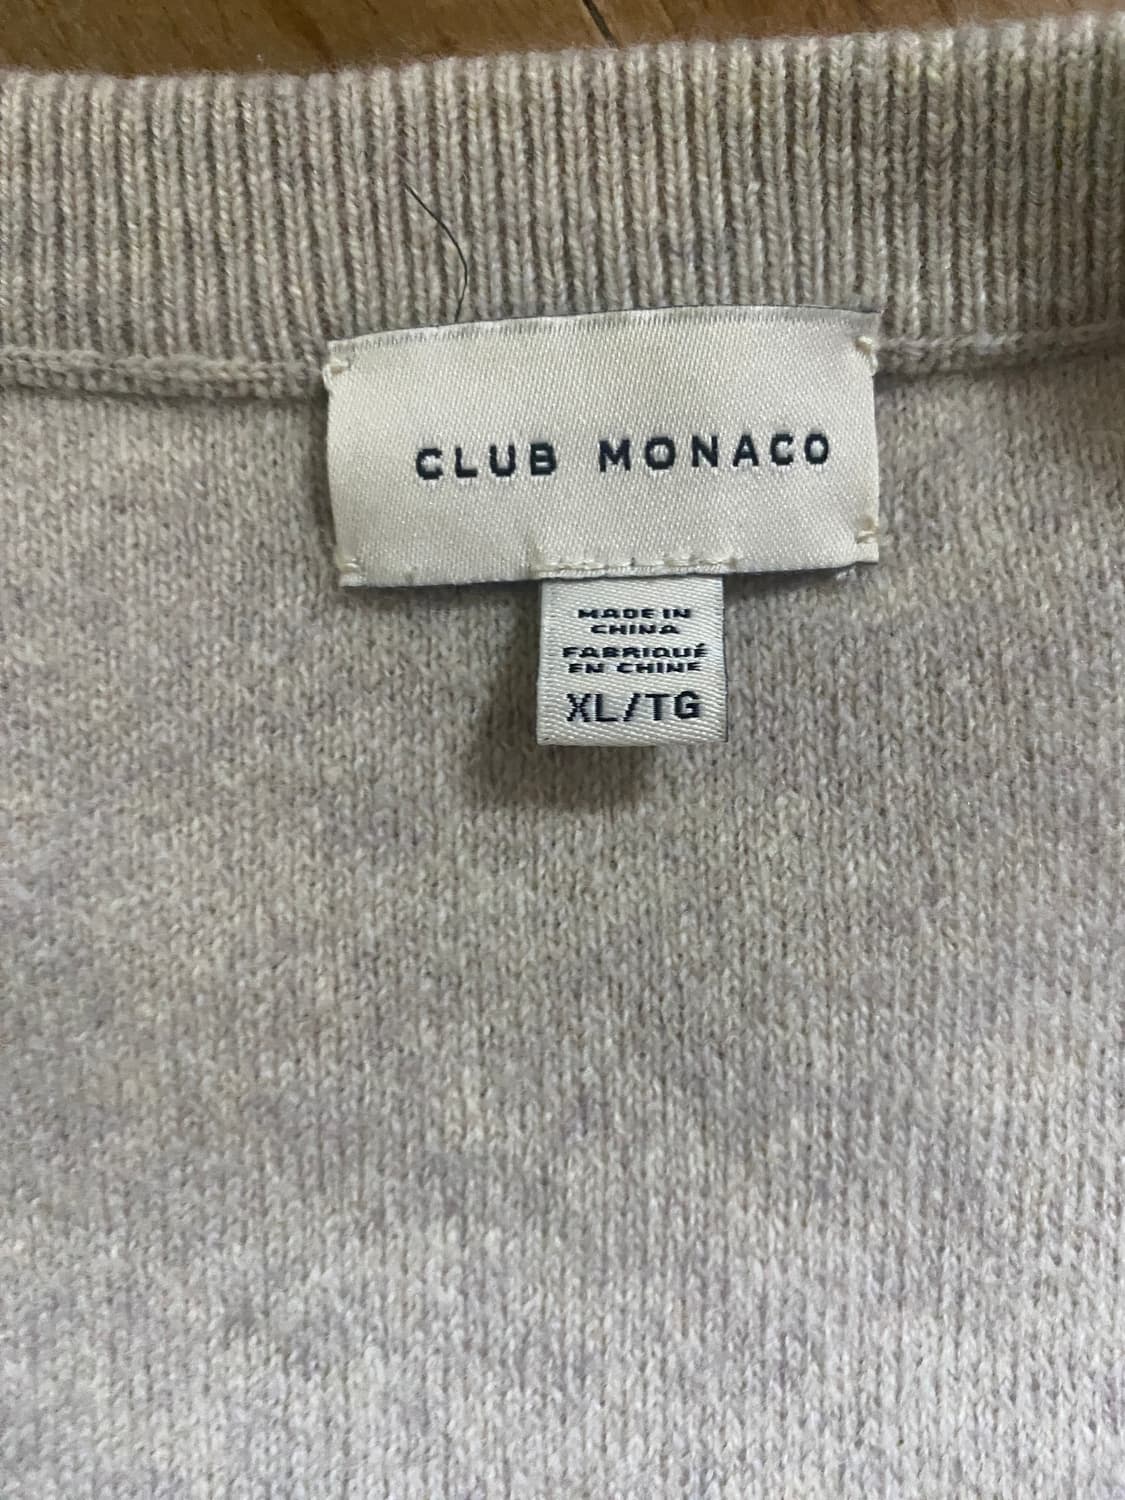 CLUB MONACO
MADE IN
CHINA
FABRIQUÉ
EN CHINE
XL/TG